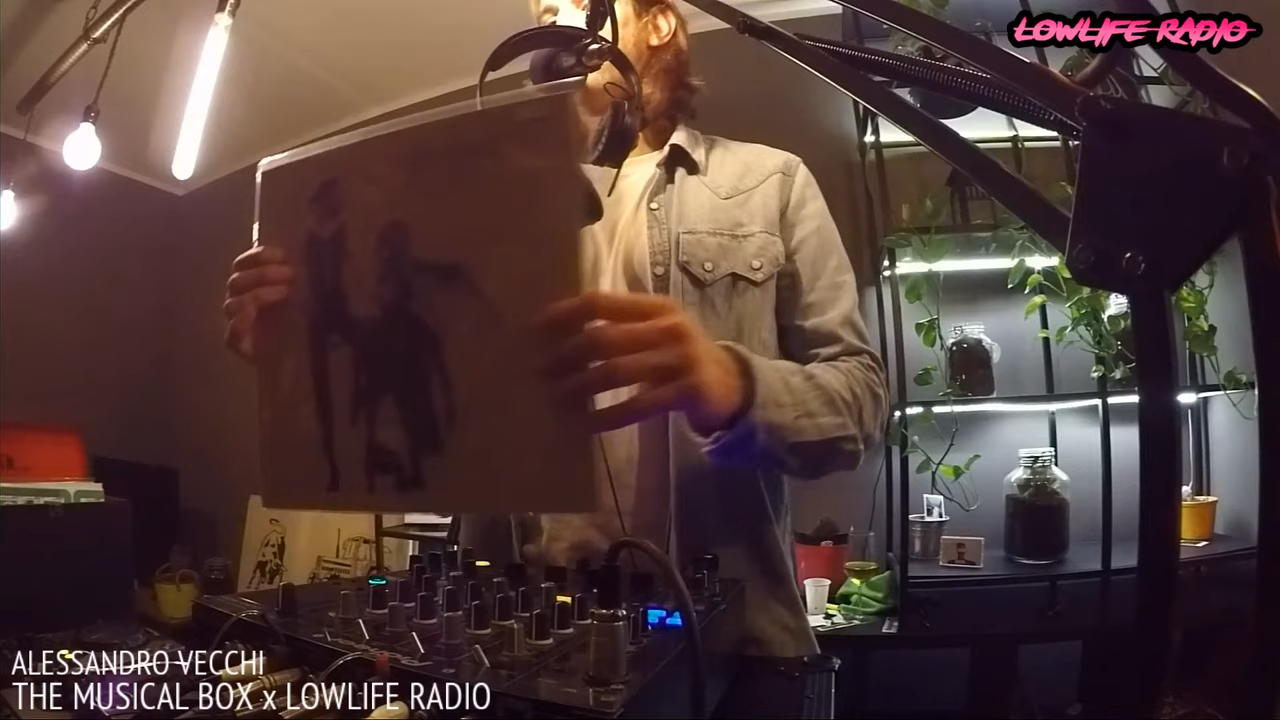 LOWLIFE RADIO
ALESSANDRO VECCHI
THE MUSICAL BOX x LOWLIFE RADIO